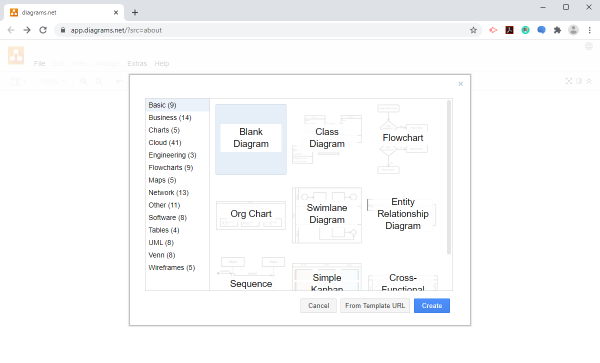 diagrams.net
app.diagrams.net/?src=about
File
Extras Help
Basic (9)
Business (14)
Charts (5)
Cloud (41)
Engineering (3)
Flowcharts (9)
Maps (5)
Network (13)
Other (11)
Software (8)
Tables (4)
UML (8)
Venn (8)
Wireframes (5)
Blank
Diagram
Class
Diagram
Flowchart
Org Chart
Swimlane
Diagram
Entity
Relationship
Diagram
Sequence
Simple
Kanban
Cross-
Functional
Cancel
From Template URL
Create